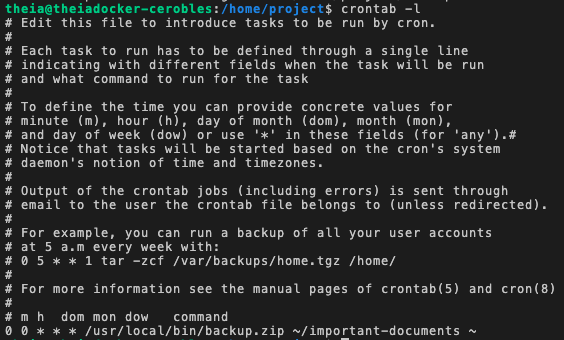 theia@theiadocker-cerobles:/home/project$ crontab -l
# Edit this file to introduce tasks to be run by cron.
#
# Each task to run has to be defined through a single line
# indicating with different fields when the task will be run
# and what command to run for the task
#
# To define the time you can provide concrete values for
# minute (m), hour (h), day of month (dom), month (mon),
# and day of week (dow) or use '*' in these fields (for 'any').#
# Notice that tasks will be started based on the cron's system
# daemon's notion of time and timezones.
#
# Output of the crontab jobs (including errors) is sent through
# email to the user the crontab file belongs to (unless redirected).
#
# For example, you can run a backup of all your user accounts
# at 5 a.m every week with:
# 0 5 * * 1 tar -zcf /var/backups/home.tgz /home/
#
# For more information see the manual pages of crontab(5) and cron(8)
#
# m h  dom mon dow   command
0 0 * * * /usr/local/bin/backup.zip ~/important-documents ~